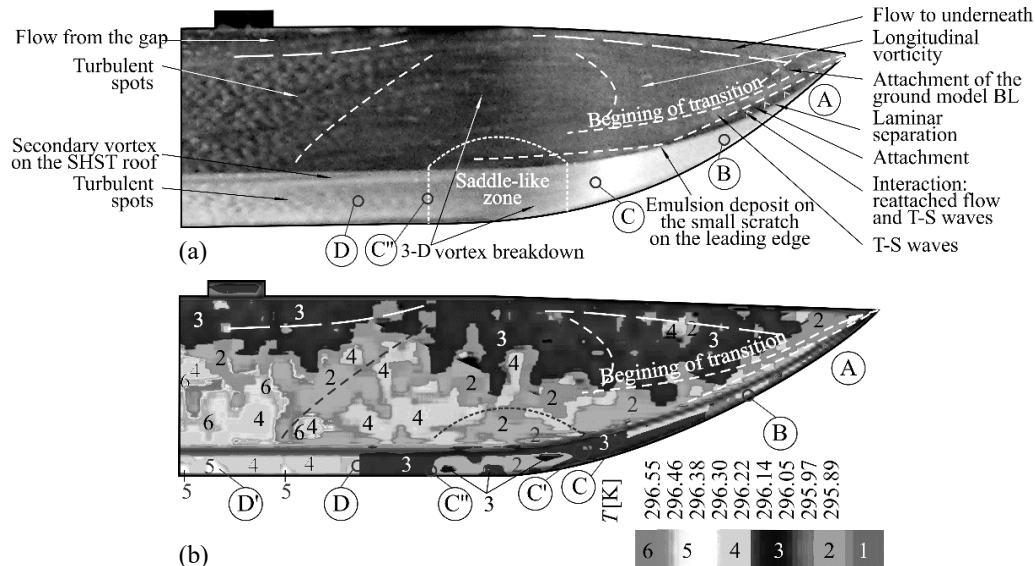 Flow from the gap
Turbulent
spots
Secondary vortex
on the SHST roof
Turbulent
spots
(a)
Flow to underneath
Longitudinal
vorticity
Attachment of the
ground model BL
Laminar
separation
Attachment
Interaction:
reattached flow
and T-S waves
T-S waves
A
B
C
C"
D
Begining of transition
Saddle-like
zone
3-D vortex breakdown
Emulsion deposit on
the small scratch
on the leading edge
3 3 3 4 2 3 2
Begining of transition
2 4 2 4 4 2 2
6 4 6 2
6 4 6 4 4 4 2 2 2
5 4 4 3 2 3
5 5 3
D' D C" C' C B A
(b)
T[K]
296.55
296.46
296.38
296.30
296.22
296.14
296.05
295.97
295.89
6 5 4 3 2 1